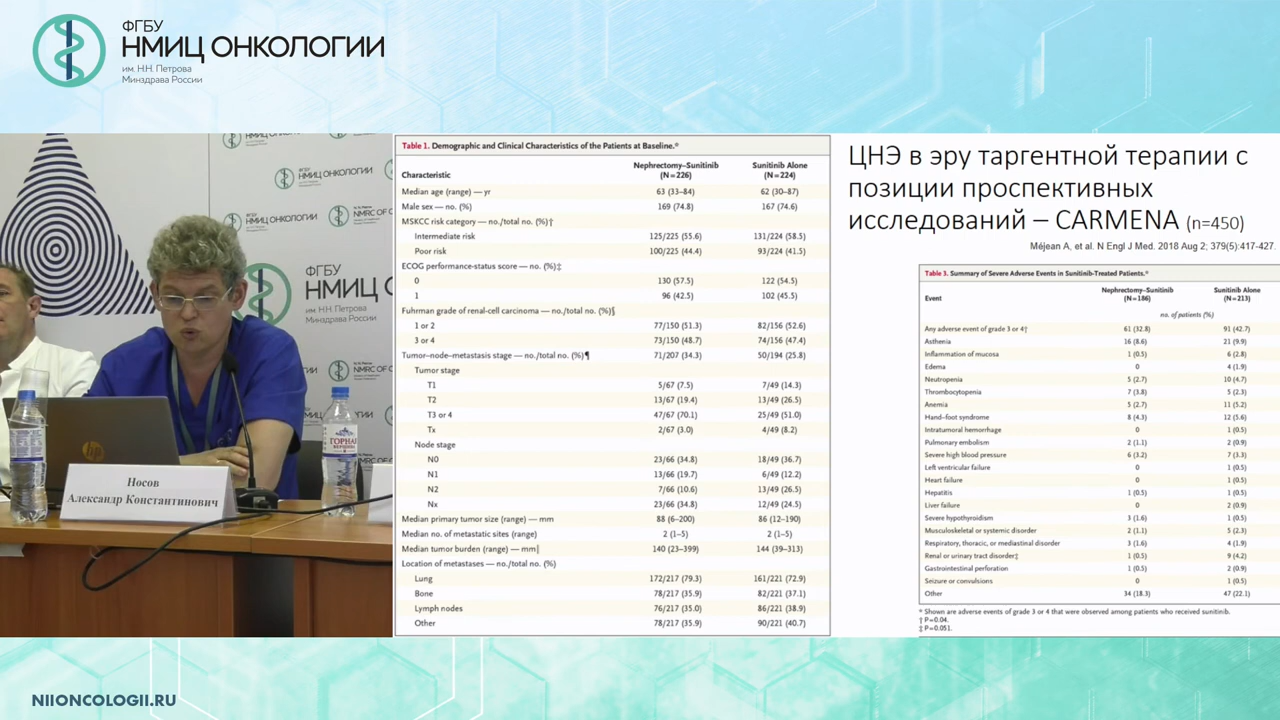 ФГБУ
НМИЦ ОНКОЛОГИИ
им. Н.Н. Петрова
Минздрава России
НМИЦ ОНКОЛОГИИ
ФГБУ
им. Н.Н. Петрова
Минздрава России
Носов
Александр Константинович
Table 1. Demographic and Clinical Characteristics of the Patients at Baseline.*
Characteristic Nephrectomy–Sunitinib (N=226) Sunitinib Alone (N=224)
Median age (range) — yr 63 (33–84) 62 (30–87)
Male sex — no. (%) 169 (74.8) 167 (74.6)
MSKCC risk category — no./total no. (%)†
Intermediate risk 125/225 (55.6) 131/224 (58.5)
Poor risk 100/225 (44.4) 93/224 (41.5)
ECOG performance-status score — no. (%)‡
0 130 (57.5) 122 (54.5)
1 96 (42.5) 102 (45.5)
Fuhrman grade of renal-cell carcinoma — no./total no. (%)§
1 or 2 77/150 (51.3) 82/156 (52.6)
3 or 4 73/150 (48.7) 74/156 (47.4)
Tumor–node–metastasis stage — no./total no. (%)¶ 71/207 (34.3) 50/194 (25.8)
Tumor stage
T1 5/67 (7.5) 7/49 (14.3)
T2 13/67 (19.4) 13/49 (26.5)
T3 or 4 47/67 (70.1) 25/49 (51.0)
Tx 2/67 (3.0) 4/49 (8.2)
Node stage
N0 23/66 (34.8) 18/49 (36.7)
N1 13/66 (19.7) 6/49 (12.2)
N2 7/66 (10.6) 13/49 (26.5)
Nx 23/66 (34.8) 12/49 (24.5)
Median primary tumor size (range) — mm 88 (6–200) 86 (12–190)
Median no. of metastatic sites (range) 2 (1–5) 2 (1–5)
Median tumor burden (range) — mm‖ 140 (23–399) 144 (39–313)
Location of metastases — no./total no. (%)
Lung 172/217 (79.3) 161/221 (72.9)
Bone 78/217 (35.9) 82/221 (37.1)
Lymph nodes 76/217 (35.0) 86/221 (38.9)
Other 78/217 (35.9) 90/221 (40.7)
ЦНЭ в эру таргентной терапии с
позиции проспективных
исследований – CARMENA (n=450)
Méjean A, et al. N Engl J Med. 2018 Aug 2; 379(5):417-427.
Table 3. Summary of Severe Adverse Events in Sunitinib-Treated Patients.*
Event Nephrectomy–Sunitinib (N=186) Sunitinib Alone (N=213)
no. of patients (%)
Any adverse event of grade 3 or 4† 61 (32.8) 91 (42.7)
Asthenia 16 (8.6) 21 (9.9)
Inflammation of mucosa 1 (0.5) 6 (2.8)
Edema 0 4 (1.9)
Neutropenia 5 (2.7) 10 (4.7)
Thrombocytopenia 7 (3.8) 5 (2.3)
Anemia 5 (2.7) 11 (5.2)
Hand–foot syndrome 8 (4.3) 12 (5.6)
Intratumoral hemorrhage 0 1 (0.5)
Pulmonary embolism 2 (1.1) 2 (0.9)
Severe high blood pressure 6 (3.2) 7 (3.3)
Left ventricular failure 0 1 (0.5)
Heart failure 0 1 (0.5)
Hepatitis 1 (0.5) 1 (0.5)
Liver failure 0 2 (0.9)
Severe hypothyroidism 3 (1.6) 1 (0.5)
Musculoskeletal or systemic disorder 2 (1.1) 5 (2.3)
Respiratory, thoracic, or mediastinal disorder 3 (1.6) 4 (1.9)
Renal or urinary tract disorder‡ 1 (0.5) 9 (4.2)
Gastrointestinal perforation 1 (0.5) 2 (0.9)
Seizure or convulsions 0 1 (0.5)
Other 34 (18.3) 47 (22.1)
* Shown are adverse events of grade 3 or 4 that were observed among patients who received sunitinib.
† P=0.04.
‡ P=0.051.
NIIONCOLOGII.RU